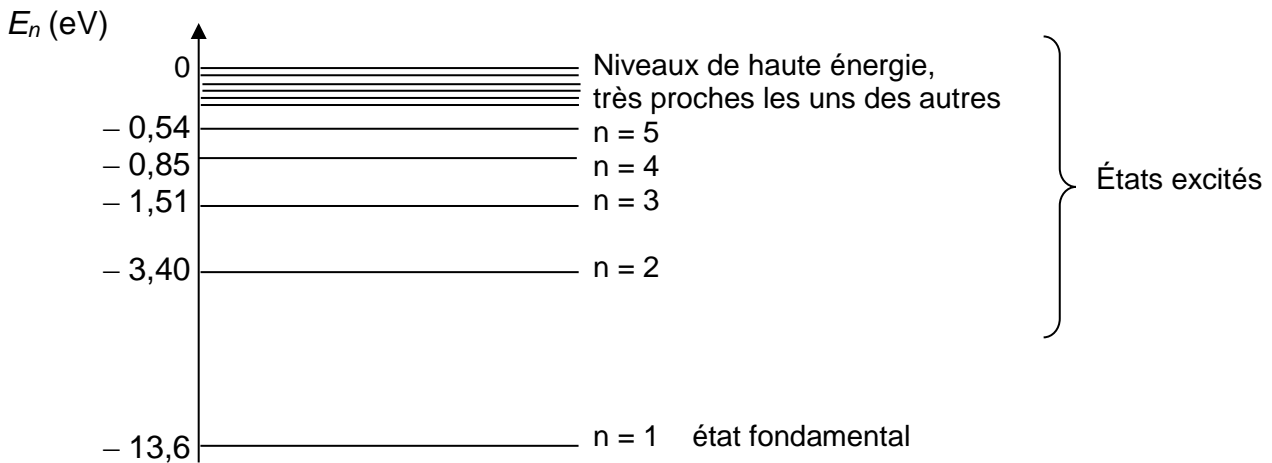 Eₙ (eV)
0 Niveaux de haute énergie,
très proches les uns des autres
– 0,54 n = 5
– 0,85 n = 4
– 1,51 n = 3
États excités
– 3,40 n = 2
– 13,6 n = 1 état fondamental